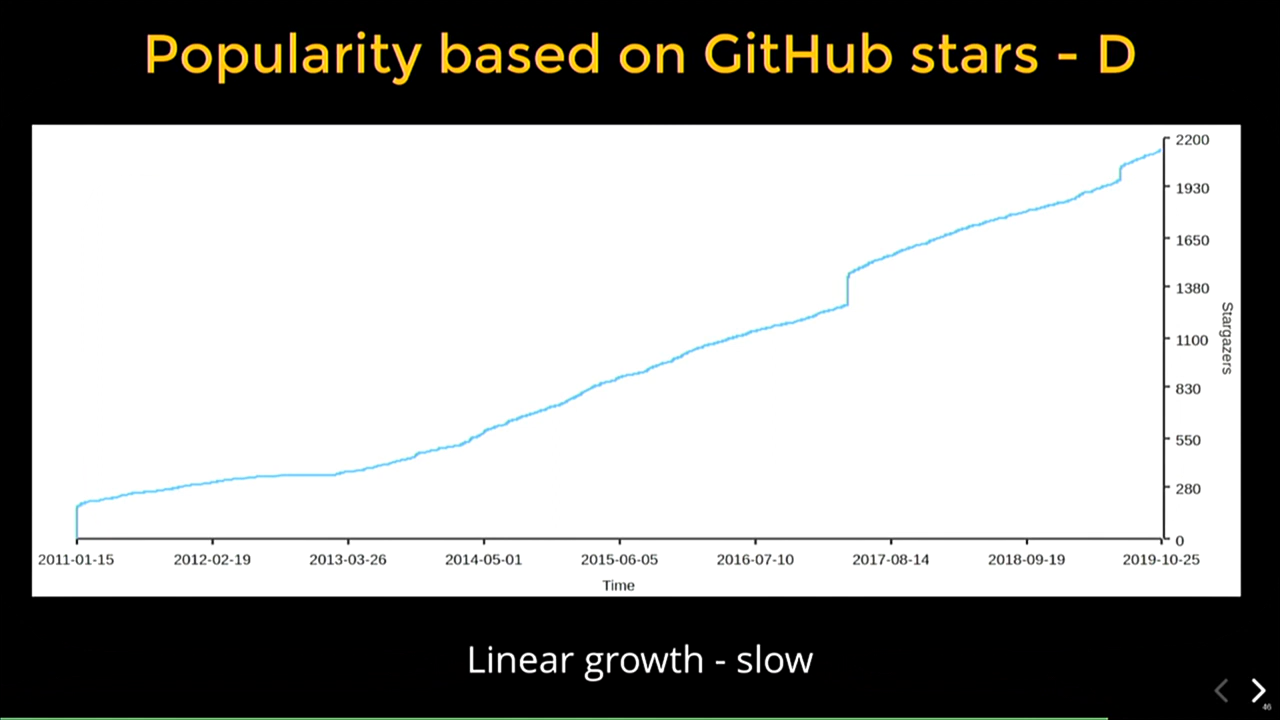 Popularity based on GitHub stars - D
2200
1930
1650
1380
1100
830
550
280
0
Stargazers
2011-01-15 2012-02-19 2013-03-26 2014-05-01 2015-06-05 2016-07-10 2017-08-14 2018-09-19 2019-10-25
Time
Linear growth - slow
46